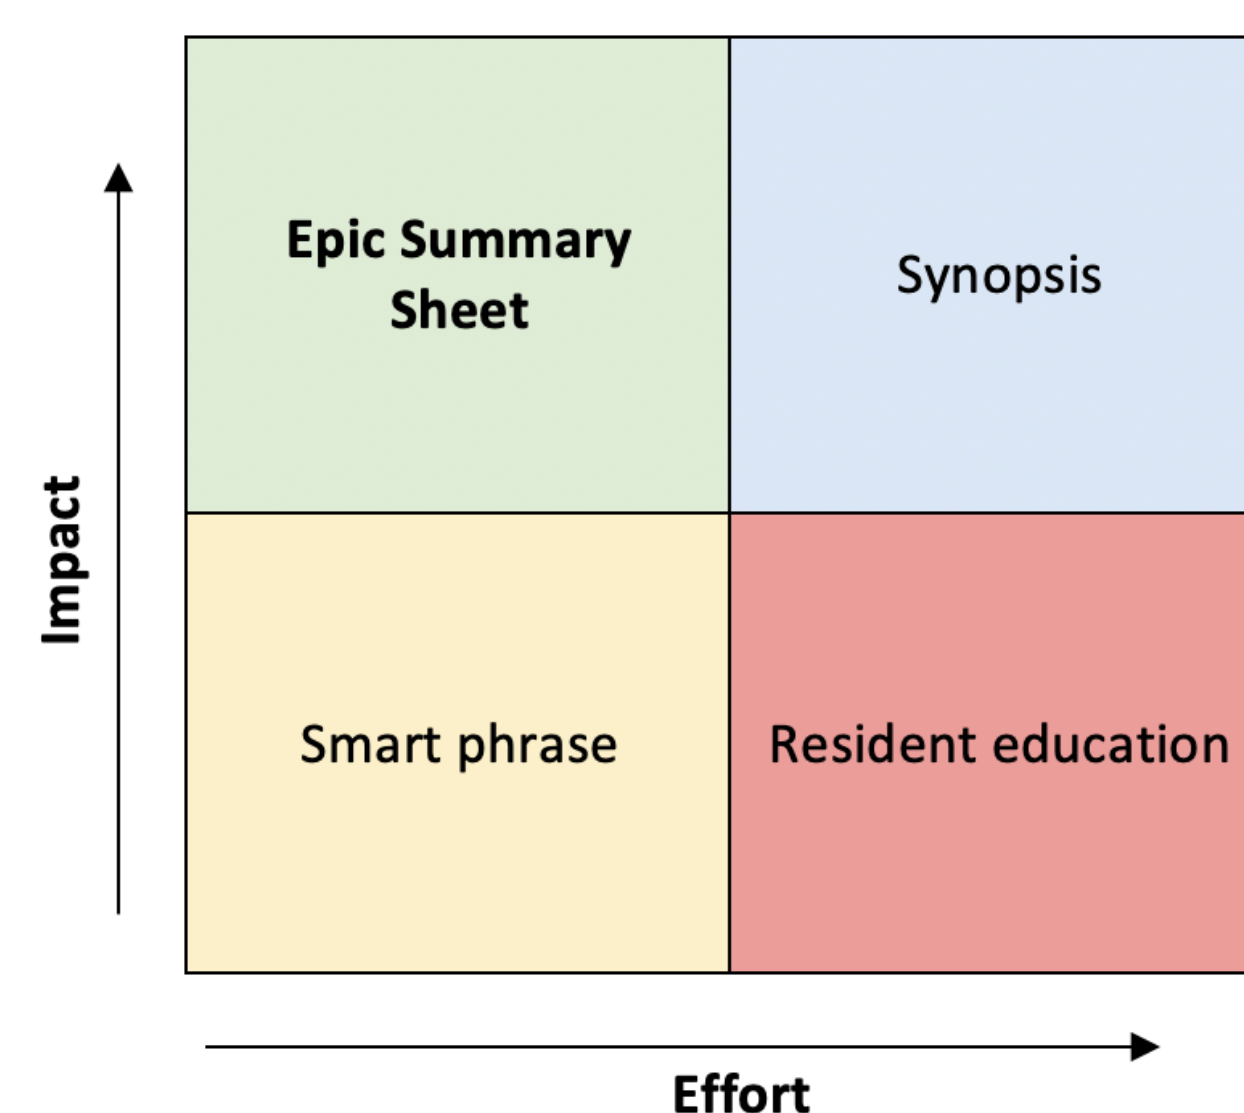 Epic Summary
Sheet
Synopsis
Impact
Smart phrase
Resident education
Effort